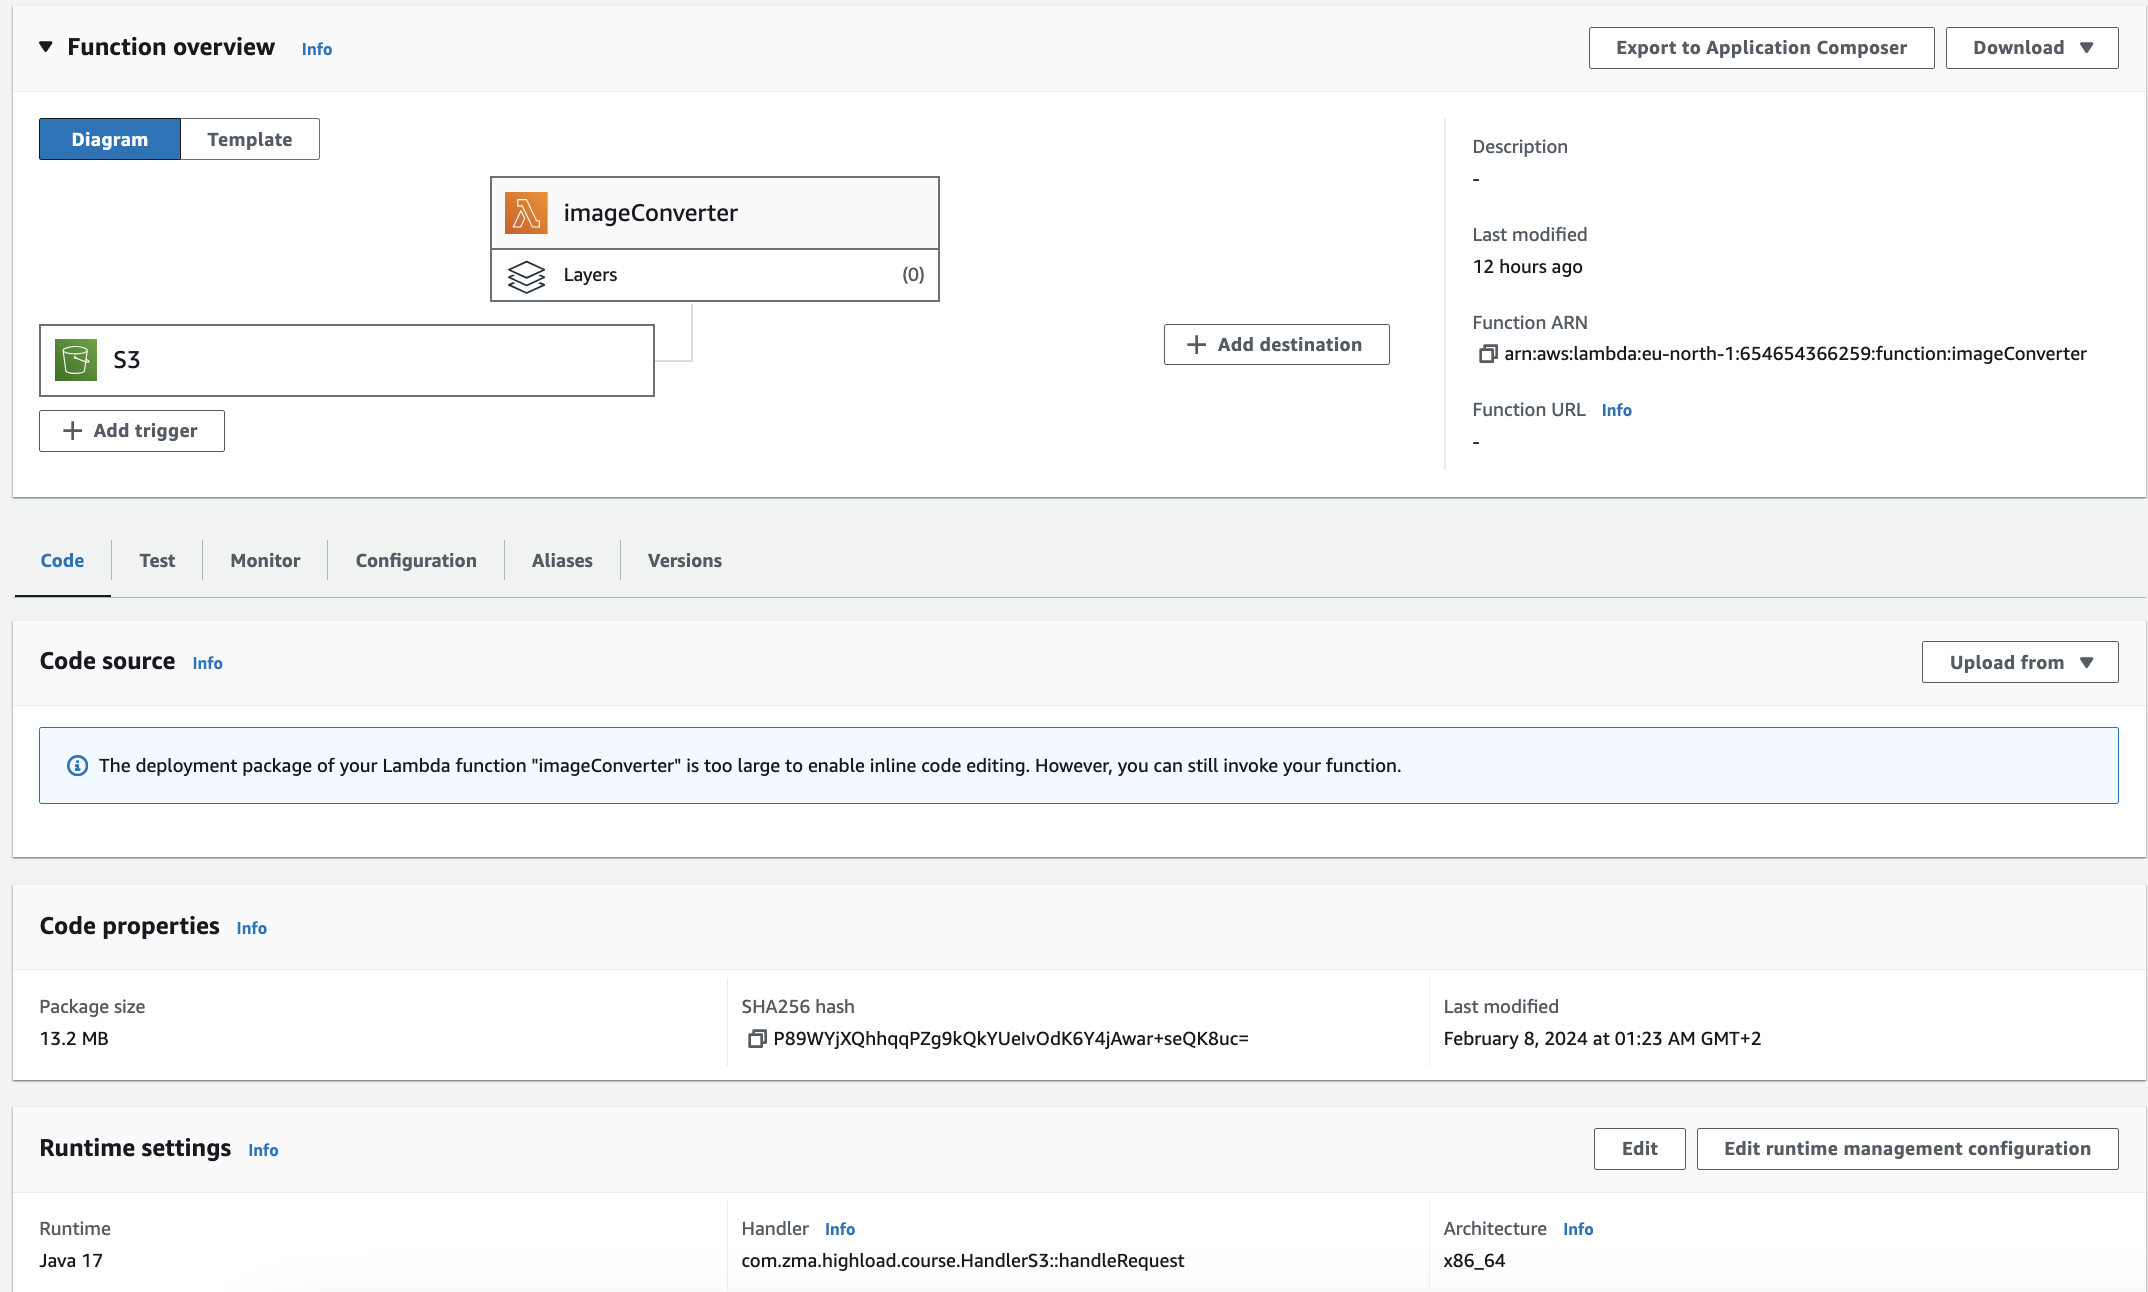 Function overview Info
Export to Application Composer
Download
Diagram
Template
imageConverter
Layers
(0)
S3
Add trigger
Add destination
Description
-
Last modified
12 hours ago
Function ARN
arn:aws:lambda:eu-north-1:654654366259:function:imageConverter
Function URL Info
-
Code
Test
Monitor
Configuration
Aliases
Versions
Code source Info
Upload from
The deployment package of your Lambda function "imageConverter" is too large to enable inline code editing. However, you can still invoke your function.
Code properties Info
Package size
13.2 MB
SHA256 hash
P89WYjXQhhqqPZg9kQkYUeIvOdK6Y4jAwar+seQK8uc=
Last modified
February 8, 2024 at 01:23 AM GMT+2
Runtime settings Info
Edit
Edit runtime management configuration
Runtime
Java 17
Handler Info
com.zma.highload.course.HandlerS3::handleRequest
Architecture Info
x86_64